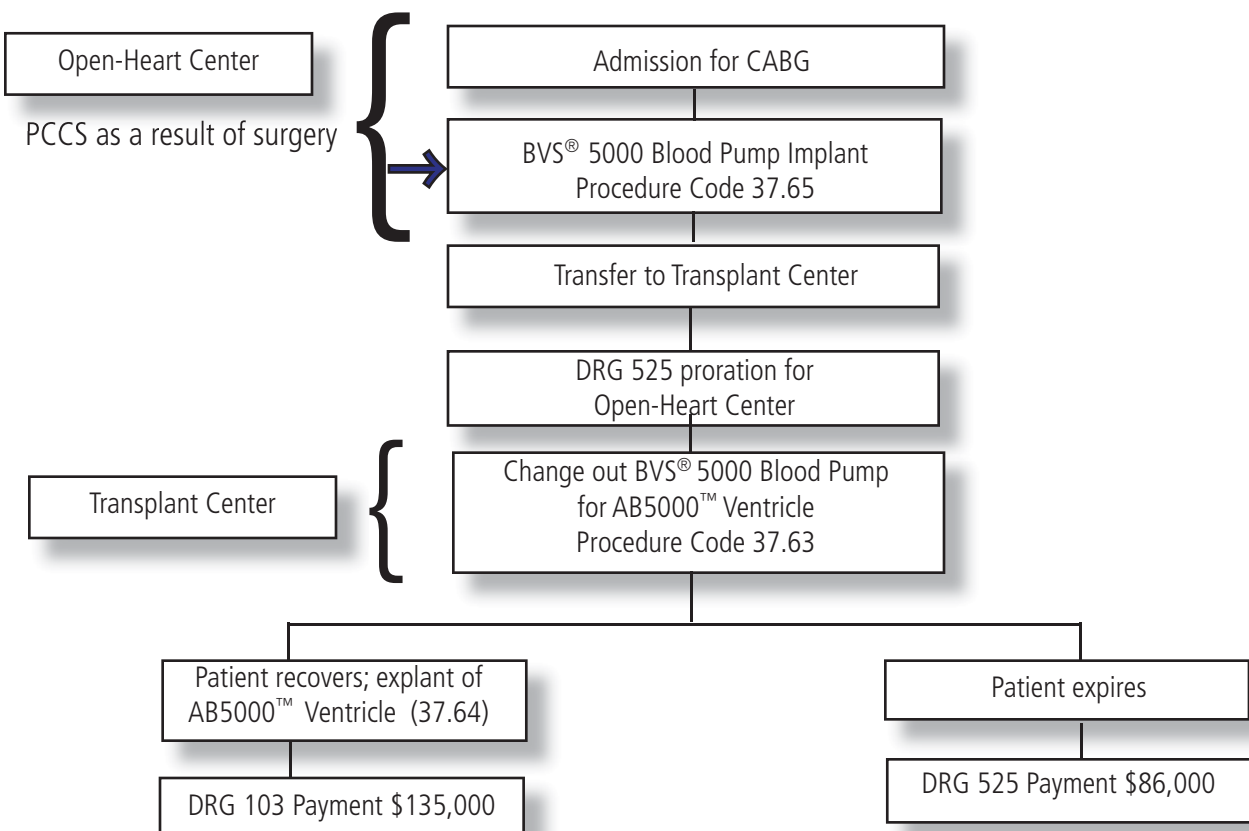 Open-Heart Center
PCCS as a result of surgery
Admission for CABG
BVS® 5000 Blood Pump Implant
Procedure Code 37.65
Transfer to Transplant Center
DRG 525 proration for
Open-Heart Center
Transplant Center
Change out BVS® 5000 Blood Pump
for AB5000™ Ventricle
Procedure Code 37.63
Patient recovers; explant of
AB5000™ Ventricle (37.64)
DRG 103 Payment $135,000
Patient expires
DRG 525 Payment $86,000